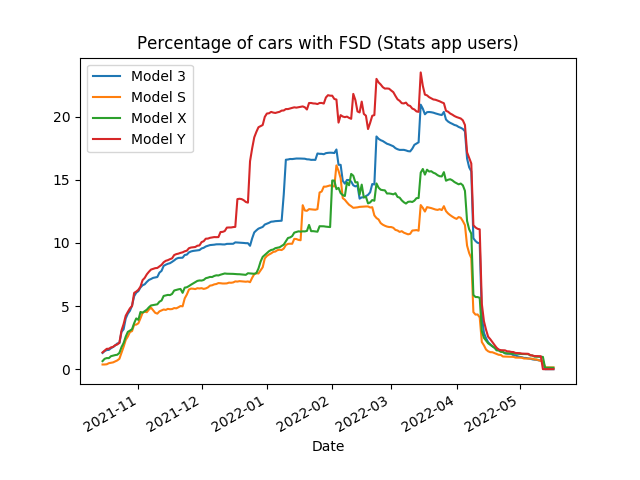 Percentage of cars with FSD (Stats app users)
Model 3
Model S
Model X
Model Y
20
15
10
5
0
2021-11
2021-12
2022-01
2022-02
2022-03
2022-04
2022-05
Date